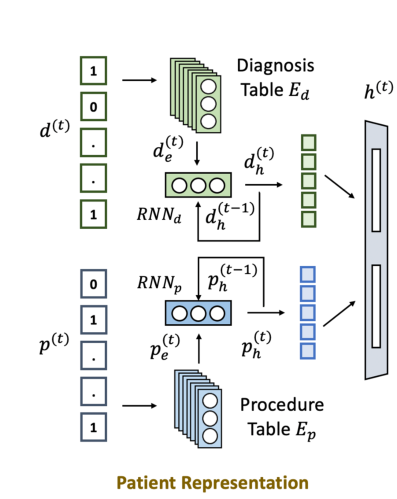 1
0
.
.
1
d^(t)
Diagnosis
Table E_d
h^(t)
d_e^(t)
d_h^(t)
RNN_d
d_h^(t−1)
RNN_p
p_h^(t−1)
0
1
.
.
1
p^(t)
p_e^(t)
p_h^(t)
Procedure
Table E_p
Patient Representation